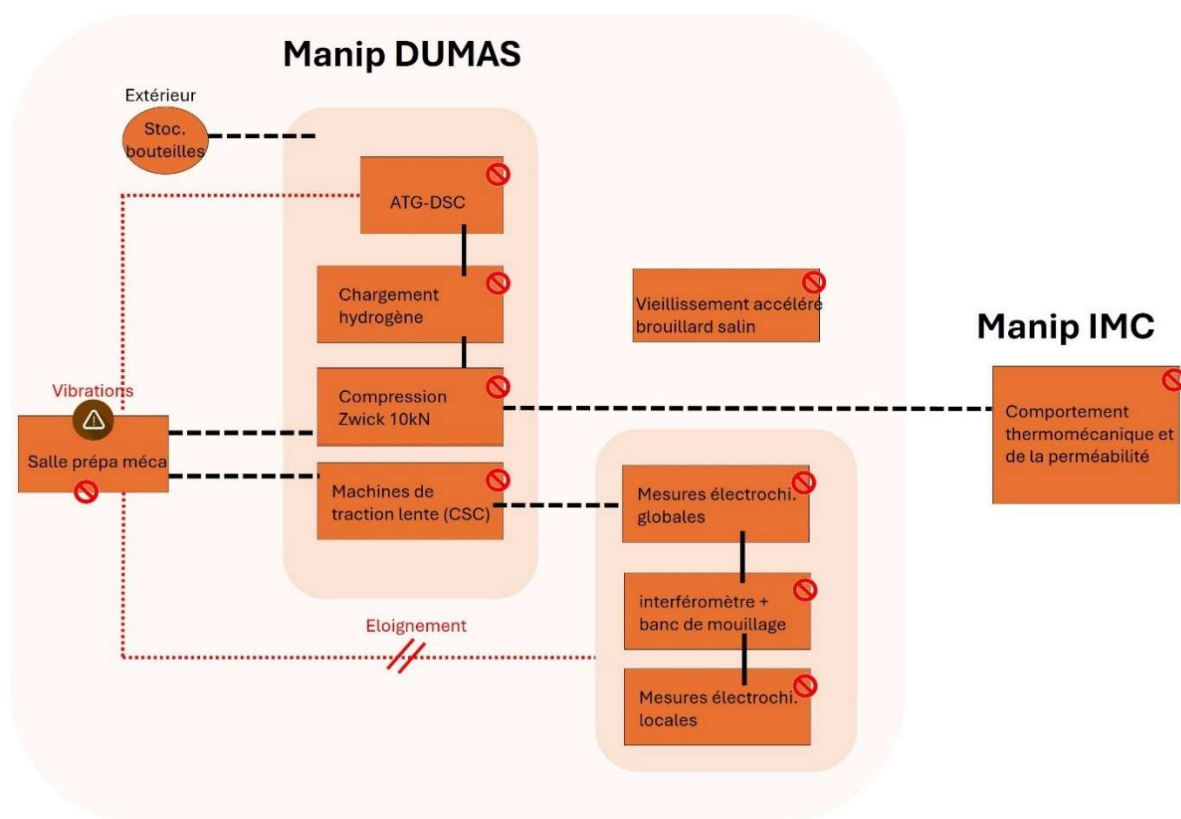 Manip DUMAS
Extérieur
Stoc.
bouteilles
ATG-DSC
Chargement
hydrogène
Vieillissement accéléré
brouillard salin
Manip IMC
Vibrations
Compression
Zwick 10kN
Comportement
thermomécanique et
de la perméabilité
Salle prépa méca
Machines de
traction lente (CSC)
Mesures électrochi.
globales
interféromètre +
banc de mouillage
Eloignement
Mesures électrochi.
locales